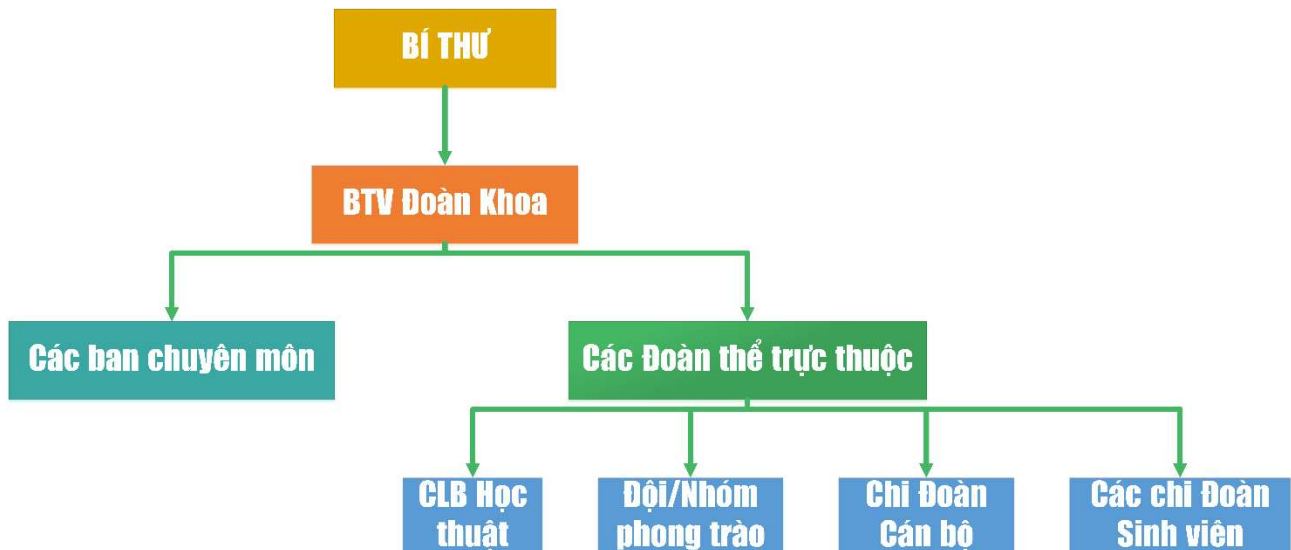 BÍ THƯ
BTV Đoàn Khoa
Các ban chuyên môn
Các Đoàn thể trực thuộc
CLB Học
thuật
Đội/Nhóm
phong trào
Chi Đoàn
Cán bộ
Các chi Đoàn
Sinh viên